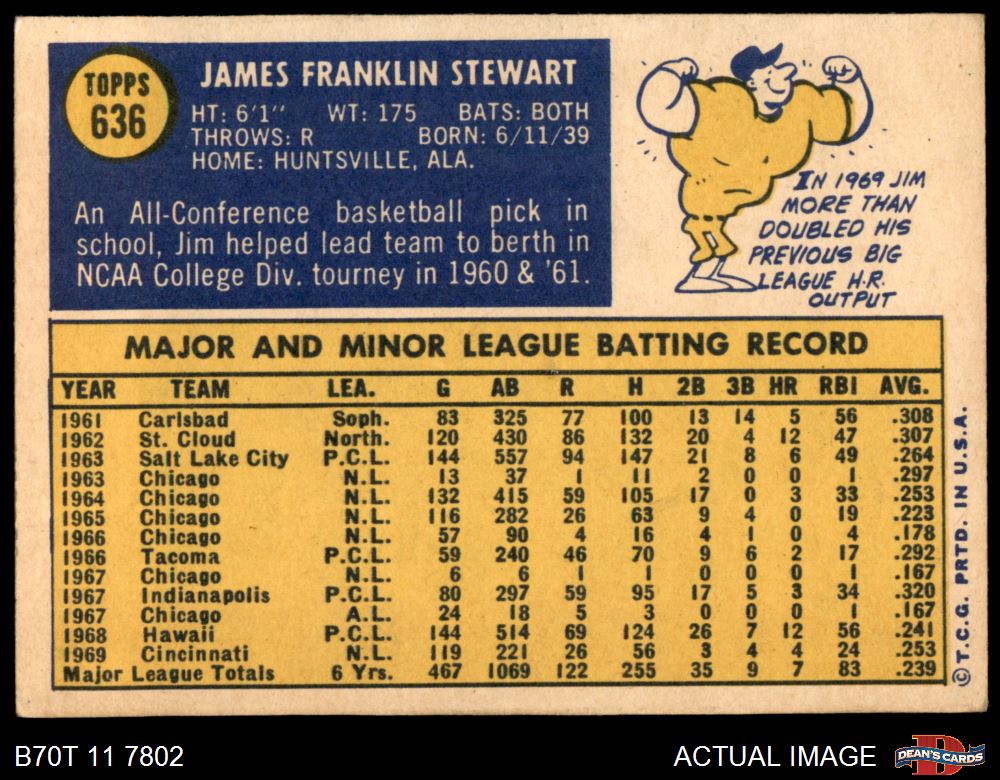 TOPPS
636
JAMES FRANKLIN STEWART
HT: 6'1" WT: 175 BATS: BOTH
THROWS: R BORN: 6/11/39
HOME: HUNTSVILLE, ALA.
An All-Conference basketball pick in
school, Jim helped lead team to berth in
NCAA College Div. tourney in 1960 & '61.
IN 1969 JIM
MORE THAN
DOUBLED HIS
PREVIOUS BIG
LEAGUE H.R.
OUTPUT
MAJOR AND MINOR LEAGUE BATTING RECORD
YEAR TEAM LEA. G AB R H 2B 3B HR RBI AVG.
1961 Carlsbad Soph. 83 325 77 100 13 14 5 56 .308
1962 St. Cloud North. 120 430 86 132 20 4 12 47 .307
1963 Salt Lake City P.C.L. 144 557 94 147 21 8 6 49 .264
1963 Chicago N.L. 13 37 1 11 2 0 0 1 .297
1964 Chicago N.L. 132 415 59 105 17 0 3 33 .253
1965 Chicago N.L. 116 282 26 63 9 4 0 19 .223
1966 Chicago N.L. 57 90 4 16 4 1 0 4 .178
1966 Tacoma P.C.L. 59 240 46 70 9 6 2 17 .292
1967 Chicago N.L. 6 6 1 1 0 0 0 1 .167
1967 Indianapolis P.C.L. 80 297 59 95 17 5 3 34 .320
1967 Chicago A.L. 24 18 5 3 0 0 0 1 .167
1968 Hawaii P.C.L. 144 514 69 124 26 7 12 56 .241
1969 Cincinnati N.L. 119 221 26 56 3 4 4 24 .253
Major League Totals 6 Yrs. 467 1069 122 255 35 9 7 83 .239
© T.C.G. PRTD. IN U.S.A.
B70T 11 7802
ACTUAL IMAGE
D
DEAN'S CARDS